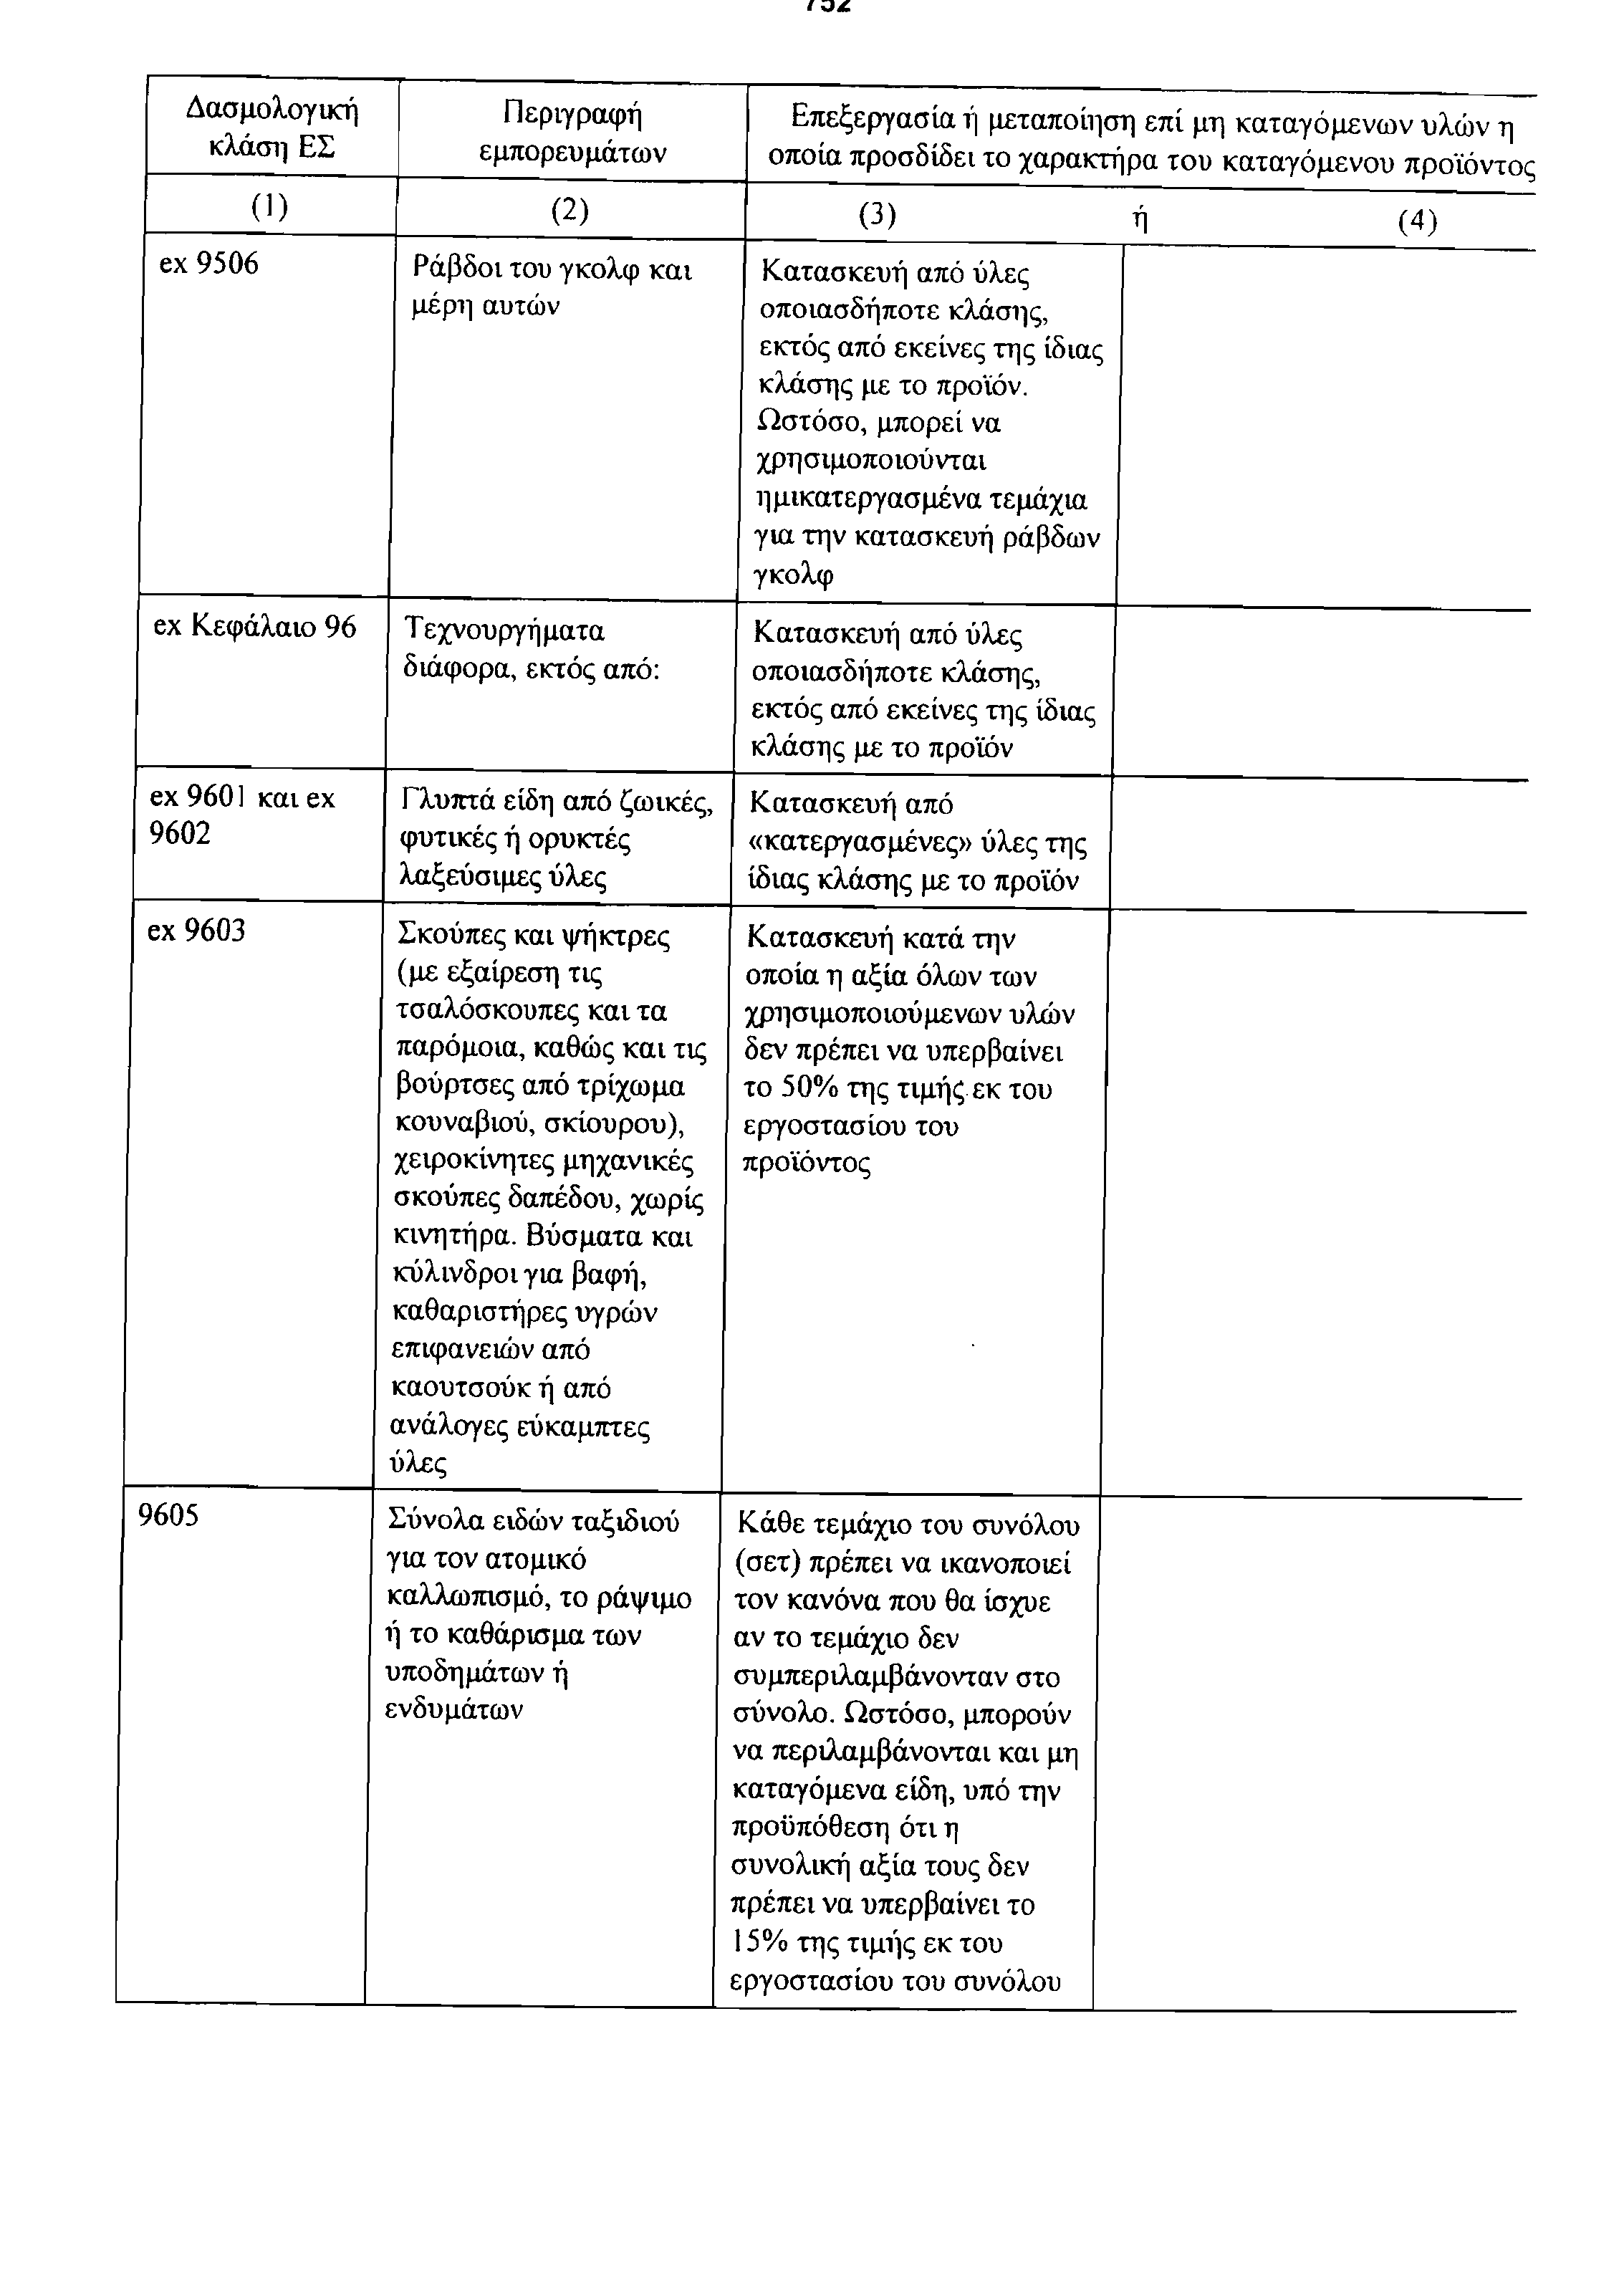 752
Δασμολογική
κλάση ΕΣ
Περιγραφή
εμπορευμάτων
Επεξεργασία ή μεταποίηση επί μη καταγόμενων υλών η
οποία προσδίδει το χαρακτήρα του καταγόμενου προϊόντος
(1)
(2)
(3) ή (4)
ex 9506
Ράβδοι του γκολφ και
μέρη αυτών
Κατασκευή από ύλες
οποιασδήποτε κλάσης,
εκτός από εκείνες της ίδιας
κλάσης με το προϊόν.
Ωστόσο, μπορεί να
χρησιμοποιούνται
ημικατεργασμένα τεμάχια
για την κατασκευή ράβδων
γκολφ
ex Κεφάλαιο 96
Τεχνουργήματα
διάφορα, εκτός από:
Κατασκευή από ύλες
οποιασδήποτε κλάσης,
εκτός από εκείνες της ίδιας
κλάσης με το προϊόν
ex 9601 και ex
9602
Γλυπτά είδη από ζωικές,
φυτικές ή ορυκτές
λαξεύσιμες ύλες
Κατασκευή από
«κατεργασμένες» ύλες της
ίδιας κλάσης με το προϊόν
ex 9603
Σκούπες και ψήκτρες
(με εξαίρεση τις
τσαλόσκουπες και τα
παρόμοια, καθώς και τις
βούρτσες από τρίχωμα
κουναβιού, σκίουρου),
χειροκίνητες μηχανικές
σκούπες δαπέδου, χωρίς
κινητήρα. Βύσματα και
κύλινδροι για βαφή,
καθαριστήρες υγρών
επιφανειών από
καουτσούκ ή από
ανάλογες εύκαμπτες
ύλες
Κατασκευή κατά την
οποία η αξία όλων των
χρησιμοποιούμενων υλών
δεν πρέπει να υπερβαίνει
το 50% της τιμής εκ του
εργοστασίου του
προϊόντος
9605
Σύνολα ειδών ταξιδιού
για τον ατομικό
καλλωπισμό, το ράψιμο
ή το καθάρισμα των
υποδημάτων ή
ενδυμάτων
Κάθε τεμάχιο του συνόλου
(σετ) πρέπει να ικανοποιεί
τον κανόνα που θα ίσχυε
αν το τεμάχιο δεν
συμπεριλαμβάνονταν στο
σύνολο. Ωστόσο, μπορούν
να περιλαμβάνονται και μη
καταγόμενα είδη, υπό την
προϋπόθεση ότι η
συνολική αξία τους δεν
πρέπει να υπερβαίνει το
15% της τιμής εκ του
εργοστασίου του συνόλου